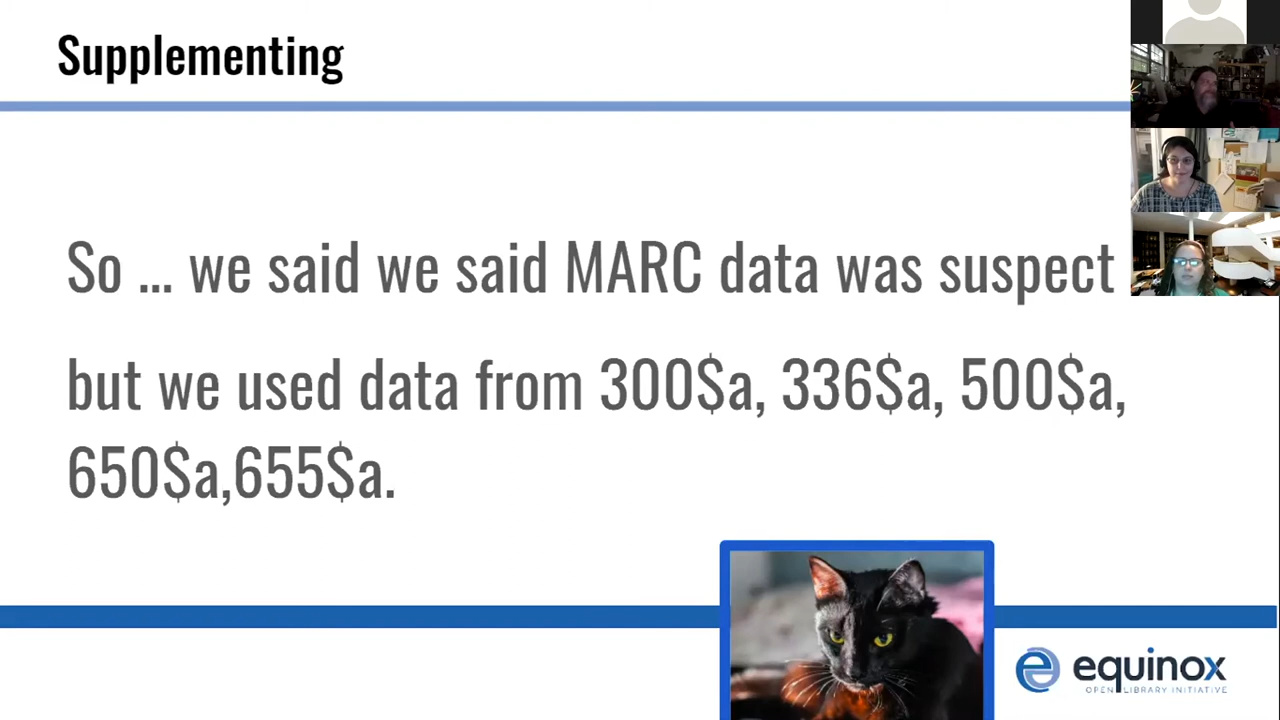 Supplementing
So ... we said we said MARC data was suspect
but we used data from 300$a, 336$a, 500$a,
650$a,655$a.
equinox
OPEN LIBRARY INITIATIVE